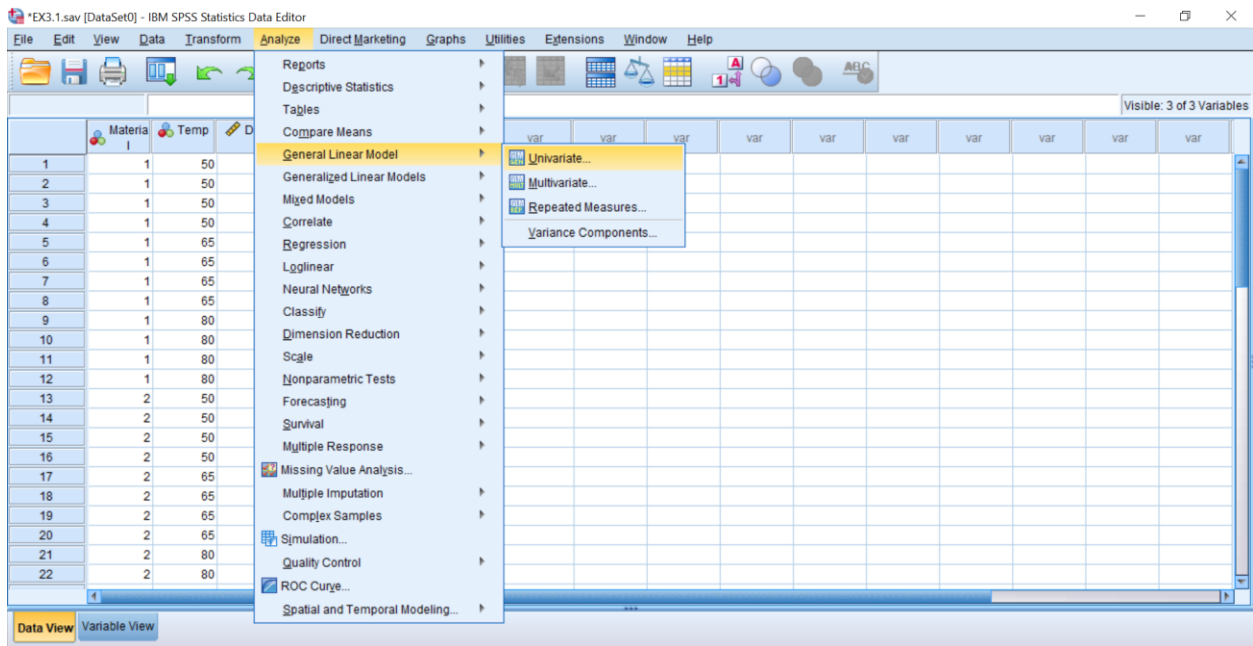 *EX3.1.sav [DataSet0] - IBM SPSS Statistics Data Editor
File Edit View Data Transform Analyze Direct Marketing Graphs Utilities Extensions Window Help
Visible: 3 of 3 Variables
Material Temp D var var var var var var var var var var
1 1 50
2 1 50
3 1 50
4 1 50
5 1 65
6 1 65
7 1 65
8 1 65
9 1 80
10 1 80
11 1 80
12 1 80
13 2 50
14 2 50
15 2 50
16 2 50
17 2 65
18 2 65
19 2 65
20 2 65
21 2 80
22 2 80
Reports
Descriptive Statistics
Tables
Compare Means
General Linear Model
Generalized Linear Models
Mixed Models
Correlate
Regression
Loglinear
Neural Networks
Classify
Dimension Reduction
Scale
Nonparametric Tests
Forecasting
Survival
Multiple Response
Missing Value Analysis...
Multiple Imputation
Complex Samples
Simulation...
Quality Control
ROC Curve...
Spatial and Temporal Modeling...
Univariate...
Multivariate...
Repeated Measures...
Variance Components...
Data View Variable View